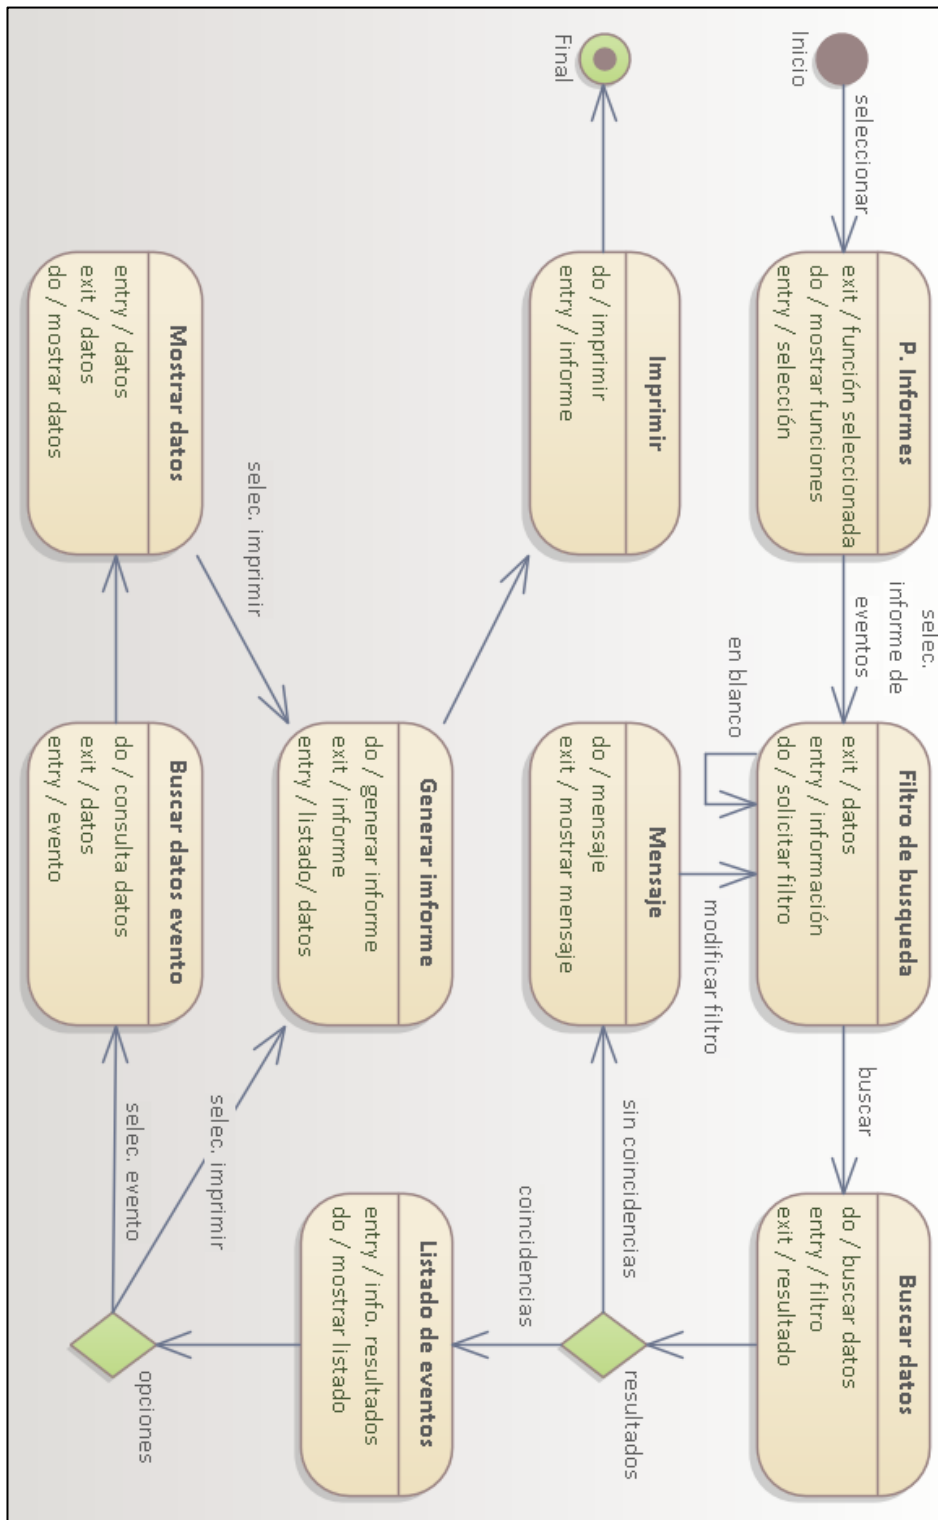 Inicio
seleccionar
P. Informes
exit / función seleccionada
do / mostrar funciones
entry / selección
selec.
informe de
eventos
Filtro de busqueda
exit / datos
entry / información
do / solicitar filtro
en blanco
buscar
Buscar datos
do / buscar datos
entry / filtro
exit / resultado
Final
Imprimir
do / imprimir
entry / informe
modificar filtro
Mensaje
do / mensaje
exit / mostrar mensaje
sin coincidencias
resultados
coincidencias
Generar informe
do / generar informe
exit / informe
entry / listado/ datos
Listado de eventos
entry / info. resultados
do / mostrar listado
selec. imprimir
selec. imprimir
Mostrar datos
entry / datos
exit / datos
do / mostrar datos
Buscar datos evento
do / consulta datos
exit / datos
entry / evento
selec. evento
opciones